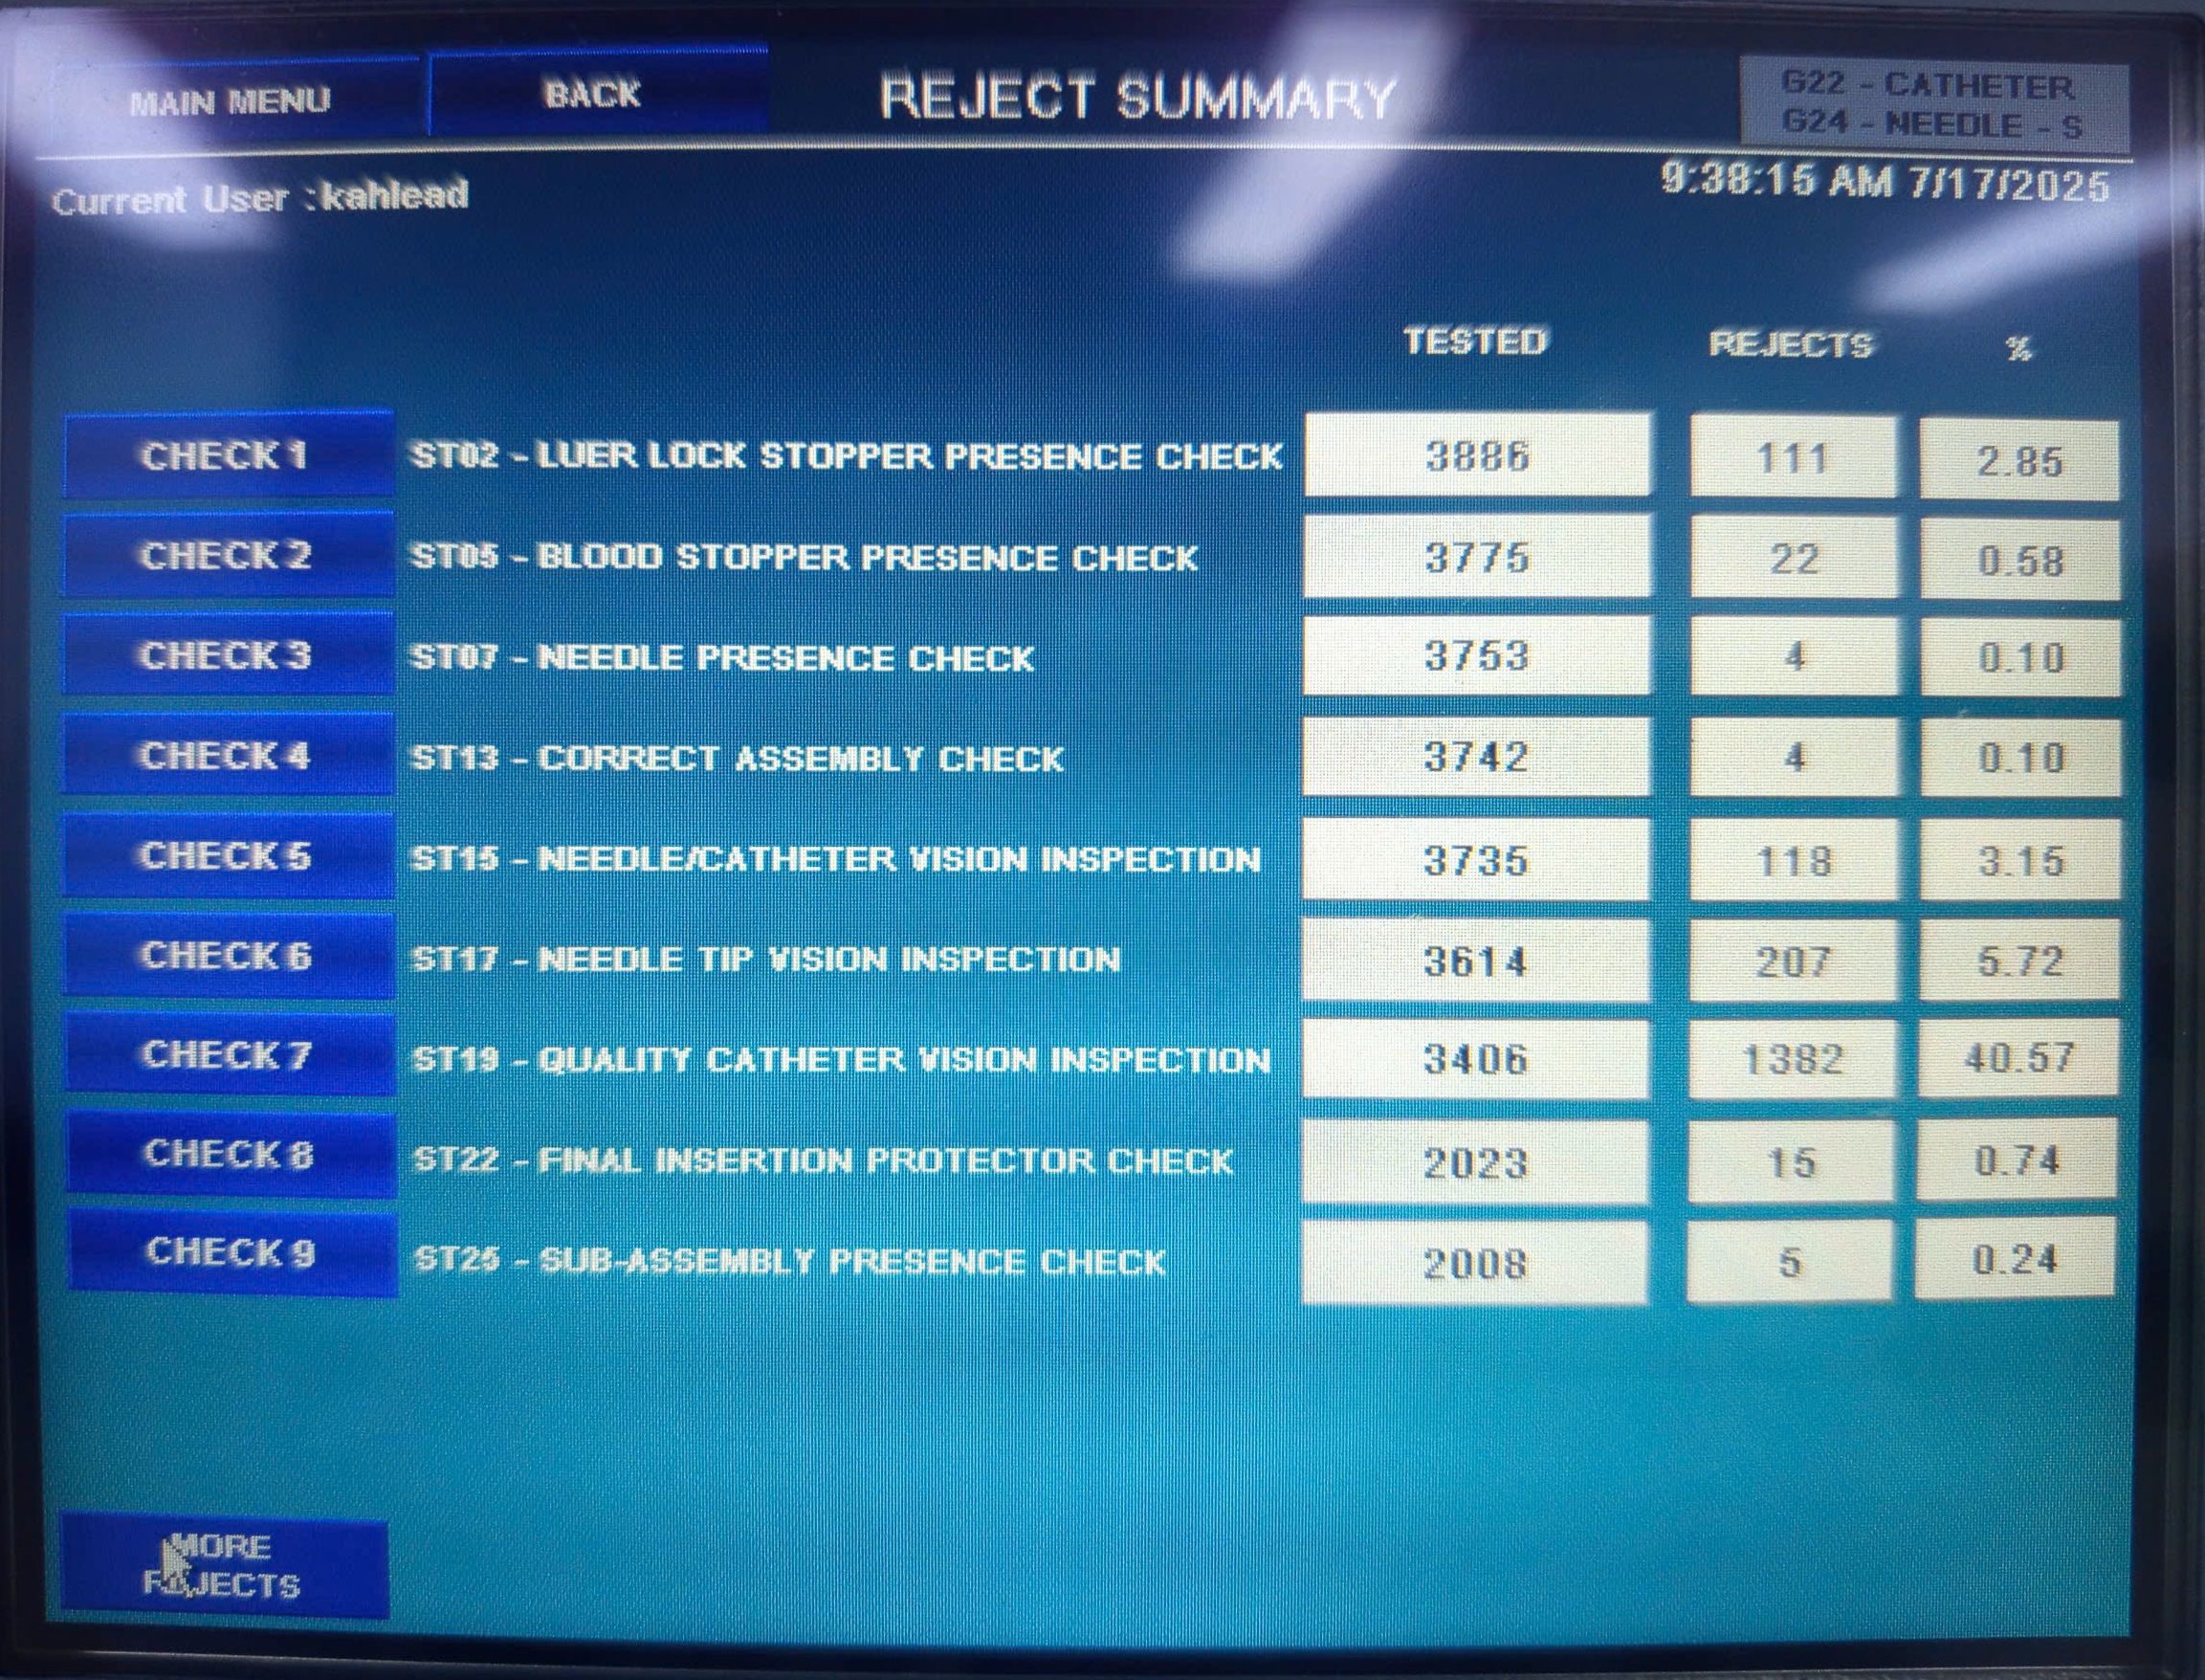 MAIN MENU
BACK
REJECT SUMMARY
G22 - CATHETER
G24 - NEEDLE - S
Current User :kahlead
9:38:15 AM 7/17/2025
TESTED REJECTS %
CHECK 1 ST02 - LUER LOCK STOPPER PRESENCE CHECK 3886 111 2.85
CHECK 2 ST05 - BLOOD STOPPER PRESENCE CHECK 3775 22 0.58
CHECK 3 ST07 - NEEDLE PRESENCE CHECK 3753 4 0.10
CHECK 4 ST13 - CORRECT ASSEMBLY CHECK 3742 4 0.10
CHECK 5 ST15 - NEEDLE/CATHETER VISION INSPECTION 3735 118 3.15
CHECK 6 ST17 - NEEDLE TIP VISION INSPECTION 3614 207 5.72
CHECK 7 ST19 - QUALITY CATHETER VISION INSPECTION 3406 1382 40.57
CHECK 8 ST22 - FINAL INSERTION PROTECTOR CHECK 2023 15 0.74
CHECK 9 ST25 - SUB-ASSEMBLY PRESENCE CHECK 2008 5 0.24
MORE
REJECTS